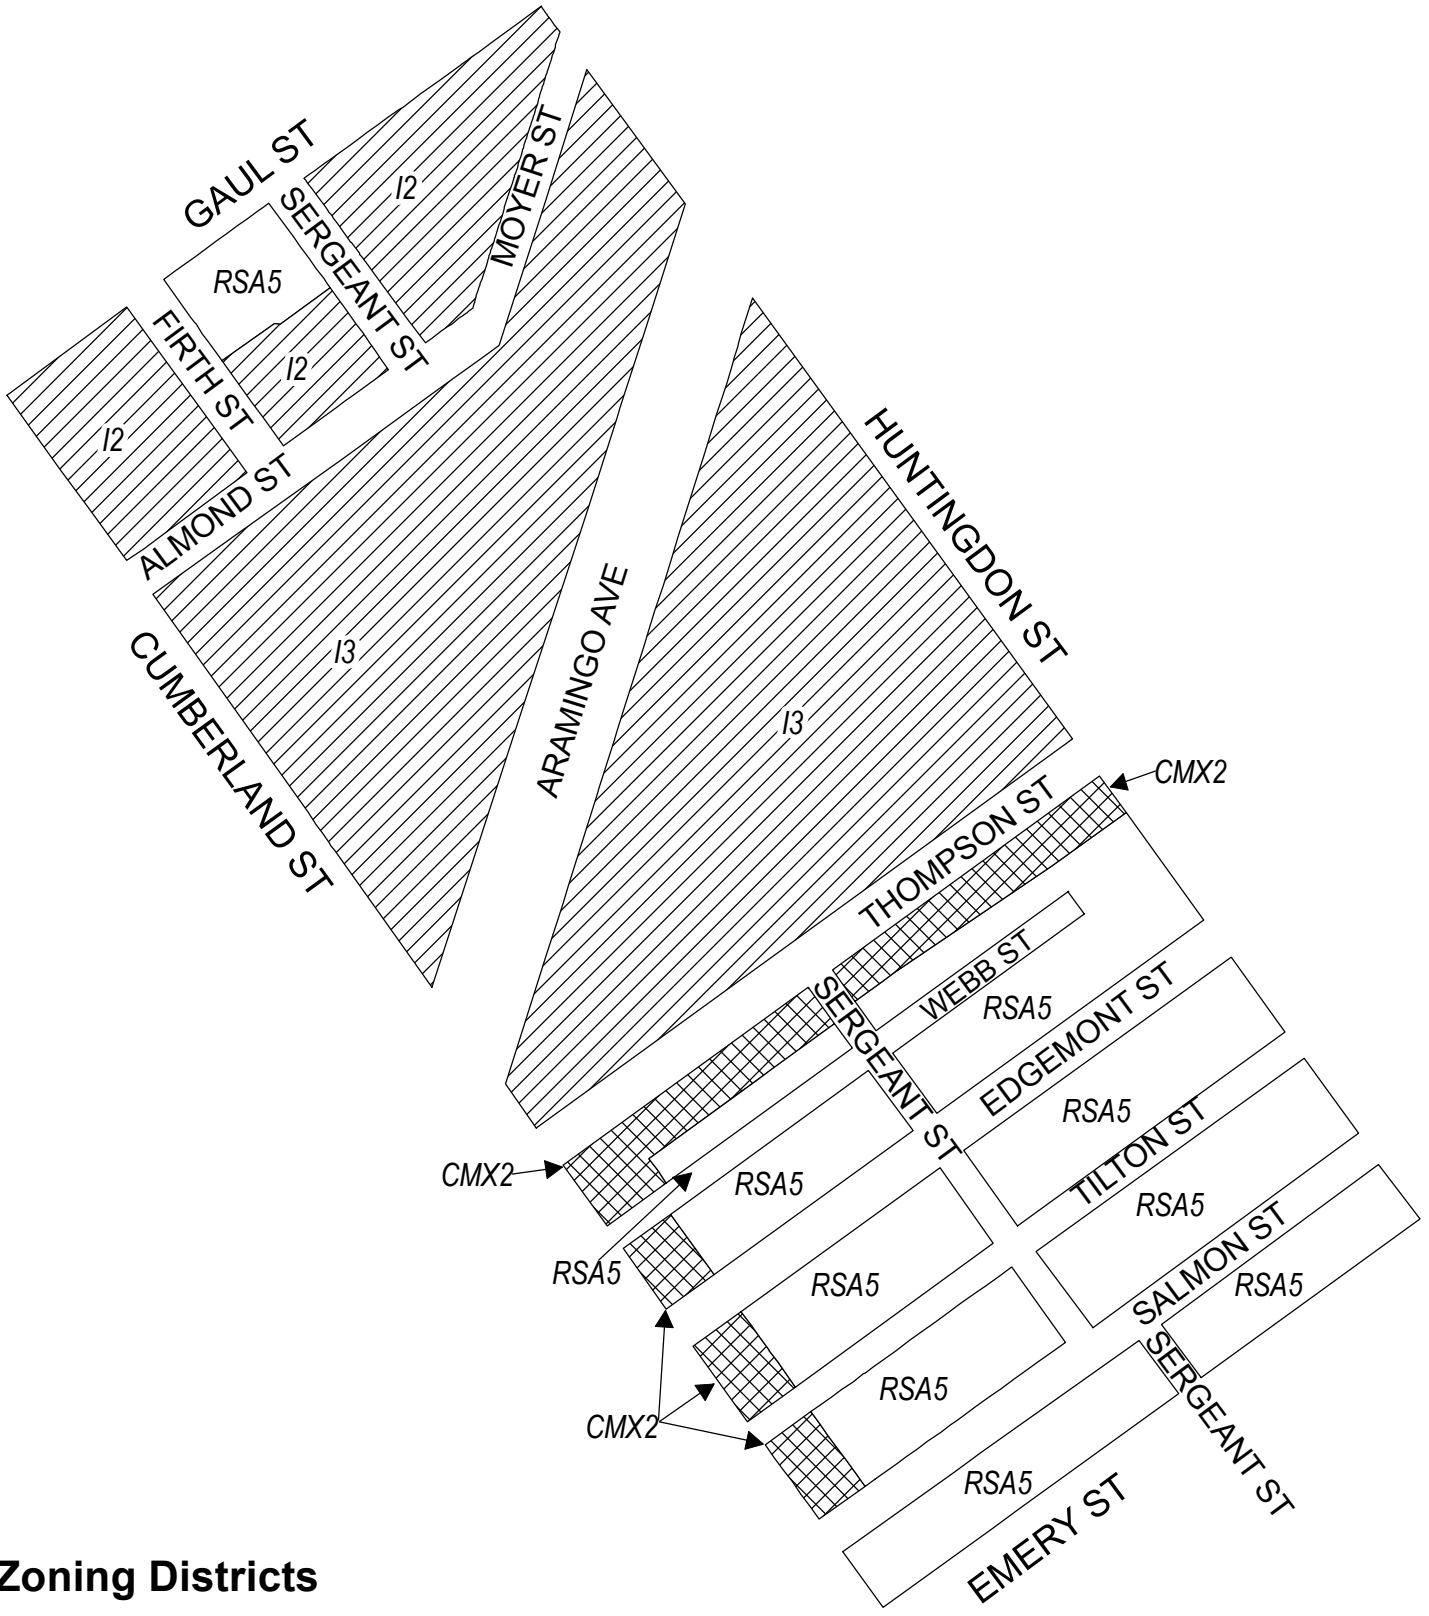 GAUL ST
I2
MOYER ST
SERGEANT ST
RSA5
FIRTH ST
I2
I2
ALMOND ST
HUNTINGDON ST
CUMBERLAND ST
I3
ARAMINGO AVE
I3
CMX2
THOMPSON ST
WEBB ST
RSA5
SERGEANT ST
EDGEMONT ST
RSA5
TILTON ST
CMX2
RSA5
RSA5
SALMON ST
RSA5
RSA5
RSA5
SERGEANT ST
RSA5
CMX2
RSA5
EMERY ST
Zoning Districts